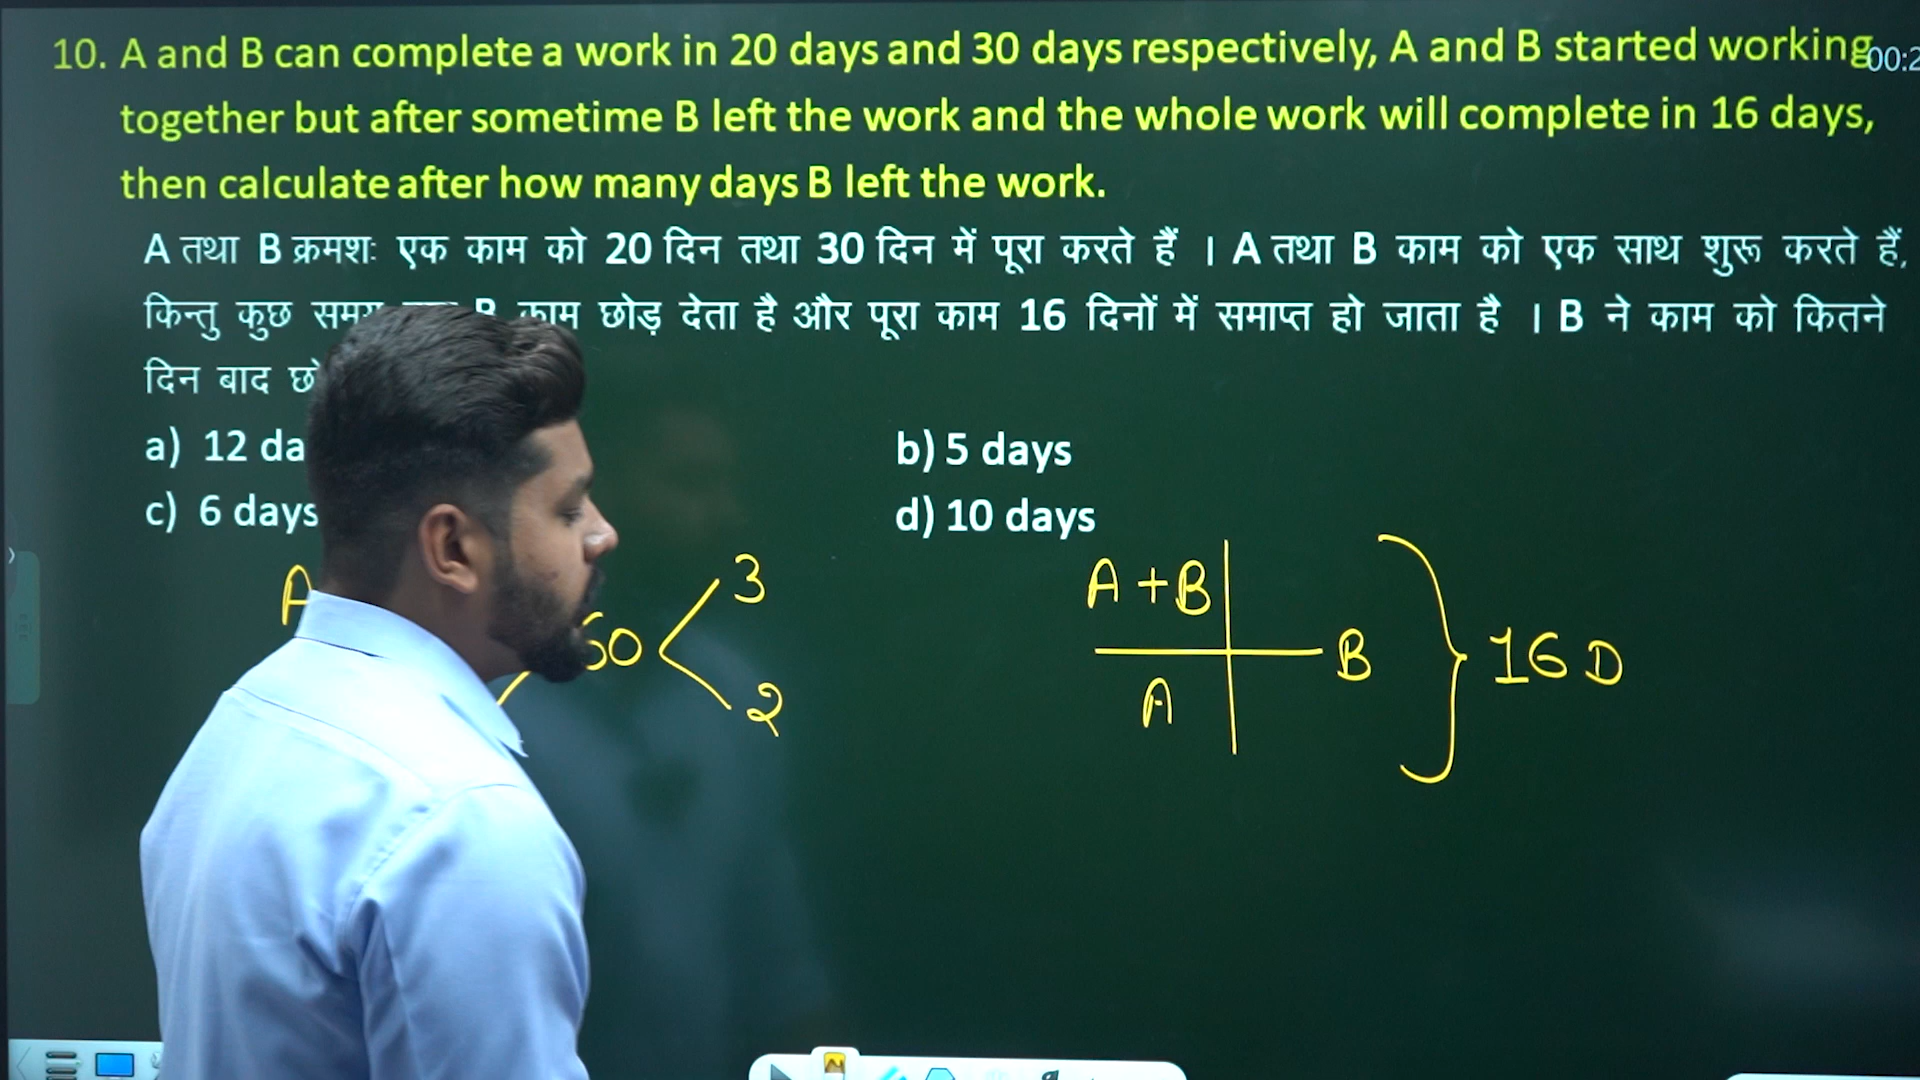 10. A and B can complete a work in 20 days and 30 days respectively, A and B started working
00:2
together but after sometime B left the work and the whole work will complete in 16 days,
then calculate after how many days B left the work.
A तथा B क्रमशः एक काम को 20 दिन तथा 30 दिन में पूरा करते हैं । A तथा B काम को एक साथ शुरू करते हैं,
किन्तु कुछ समय B काम छोड़ देता है और पूरा काम 16 दिनों में समाप्त हो जाता है । B ने काम को कितने
दिन बाद
a) 12 da
b) 5 days
c) 6 days
d) 10 days
A 60 3
2
A + B
B
A
16 D